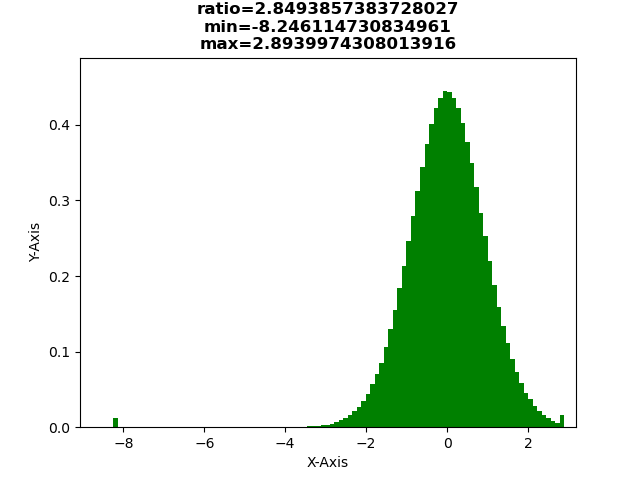 ratio=2.8493857383728027
min=-8.246114730834961
max=2.8939974308013916
Y-Axis
0.4
0.3
0.2
0.1
0.0
−8
−6
−4
−2
0
2
X-Axis